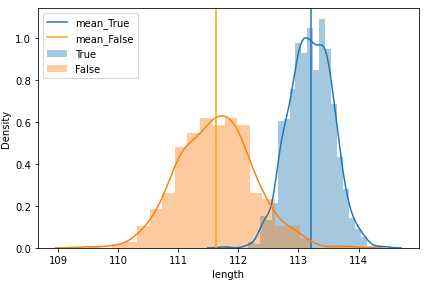 mean_True
mean_False
True
False
Density
1.0
0.8
0.6
0.4
0.2
0.0
109 110 111 112 113 114
length